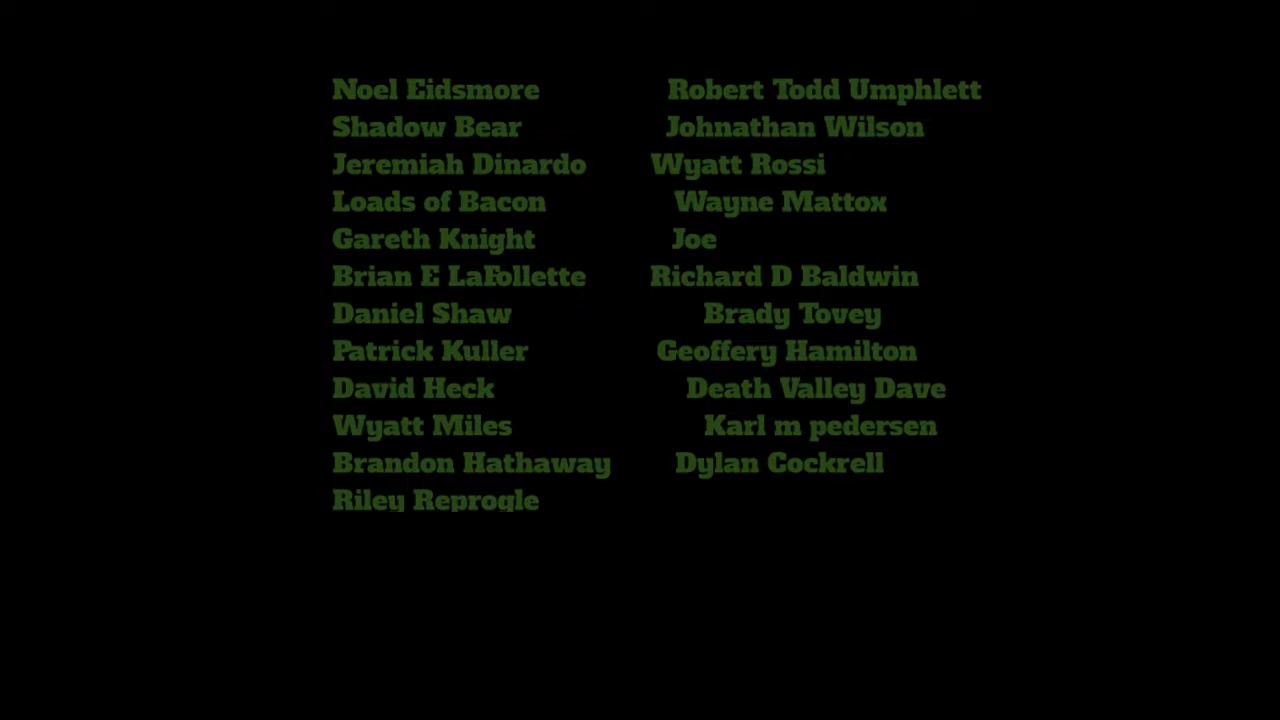 Noel Eidsmore Robert Todd Umphlett
Shadow Bear Johnathan Wilson
Jeremiah Dinardo Wyatt Rossi
Loads of Bacon Wayne Mattox
Gareth Knight Joe
Brian E LaFollette Richard D Baldwin
Daniel Shaw Brady Tovey
Patrick Kuller Geoffery Hamilton
David Heck Death Valley Dave
Wyatt Miles Karl m pedersen
Brandon Hathaway Dylan Cockrell
Riley Reprogle